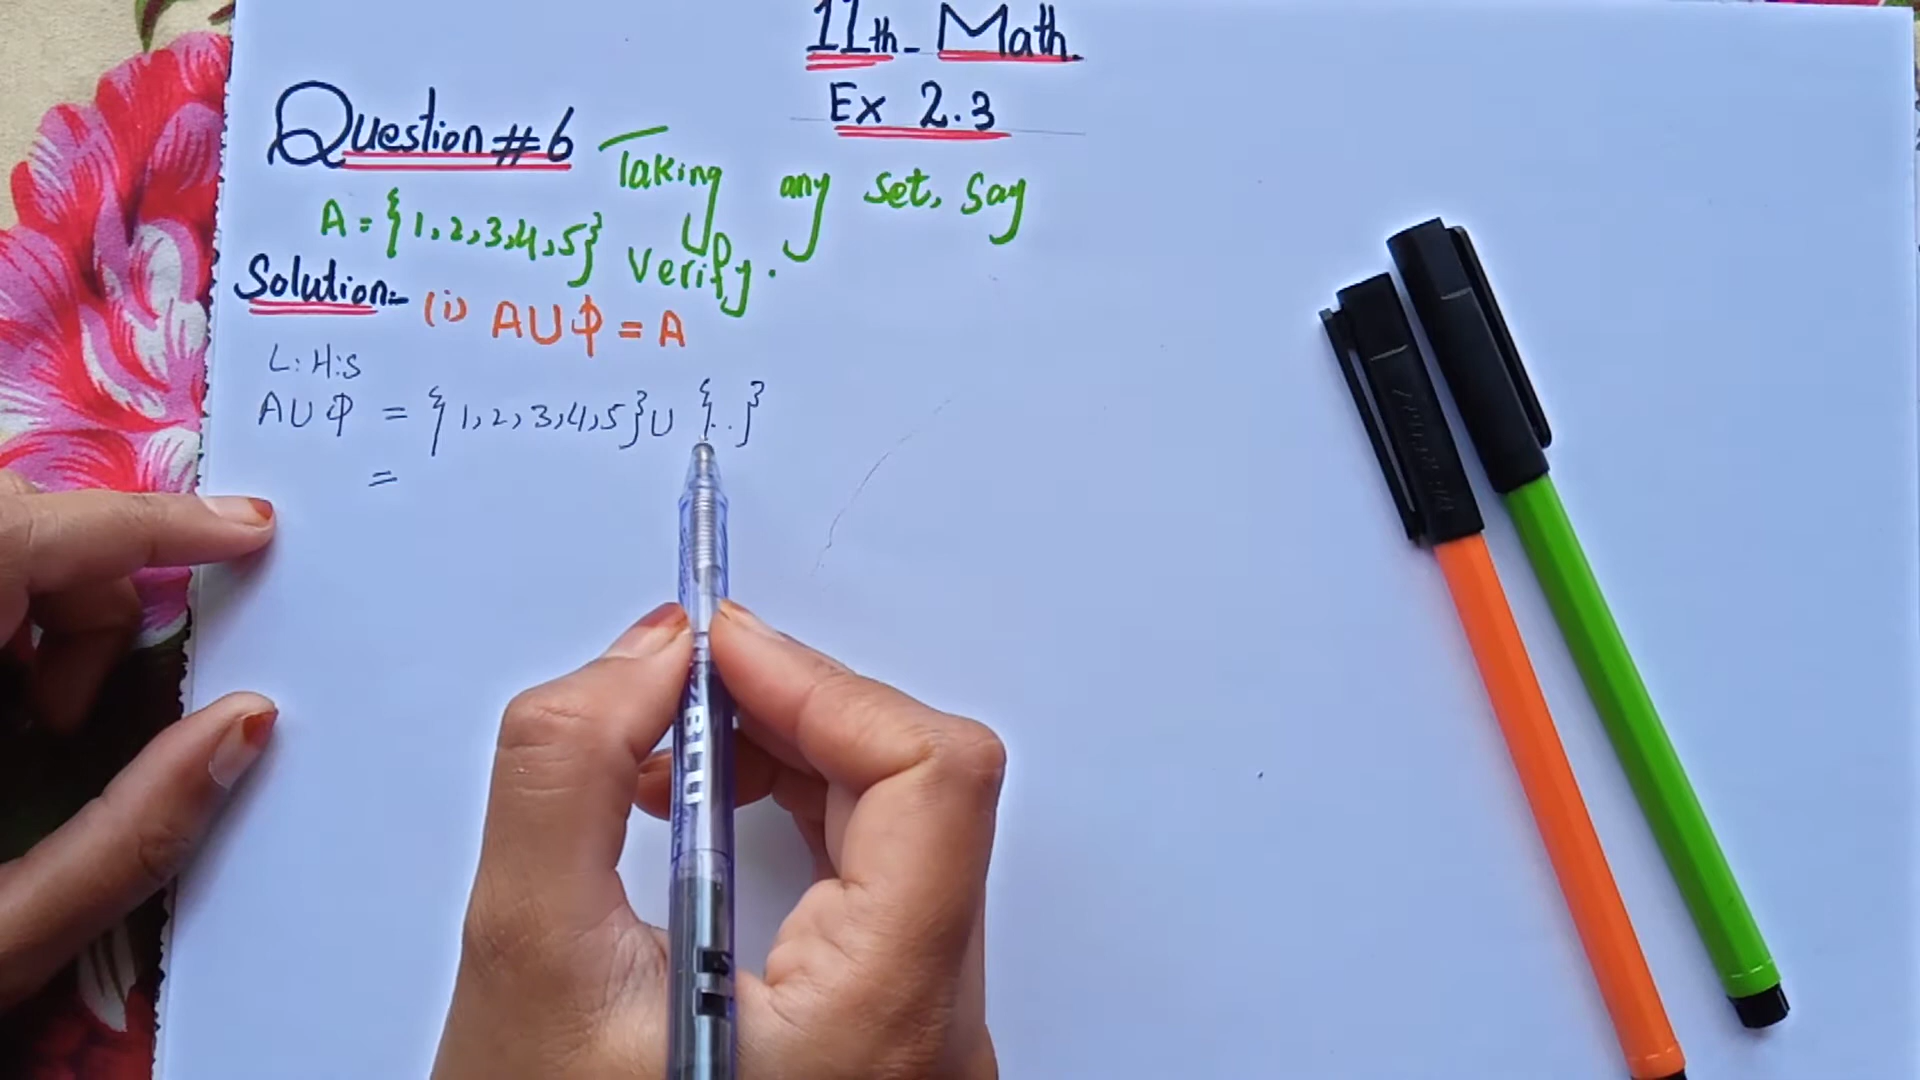 11th- Math.
Ex 2.3
Question #6 Taking any set, say
A = {1,2,3,4,5} verify.
Solution:- (i) A∪Φ = A
L:H:S
A∪Φ = {1,2,3,4,5}∪ {..}
=
BLU